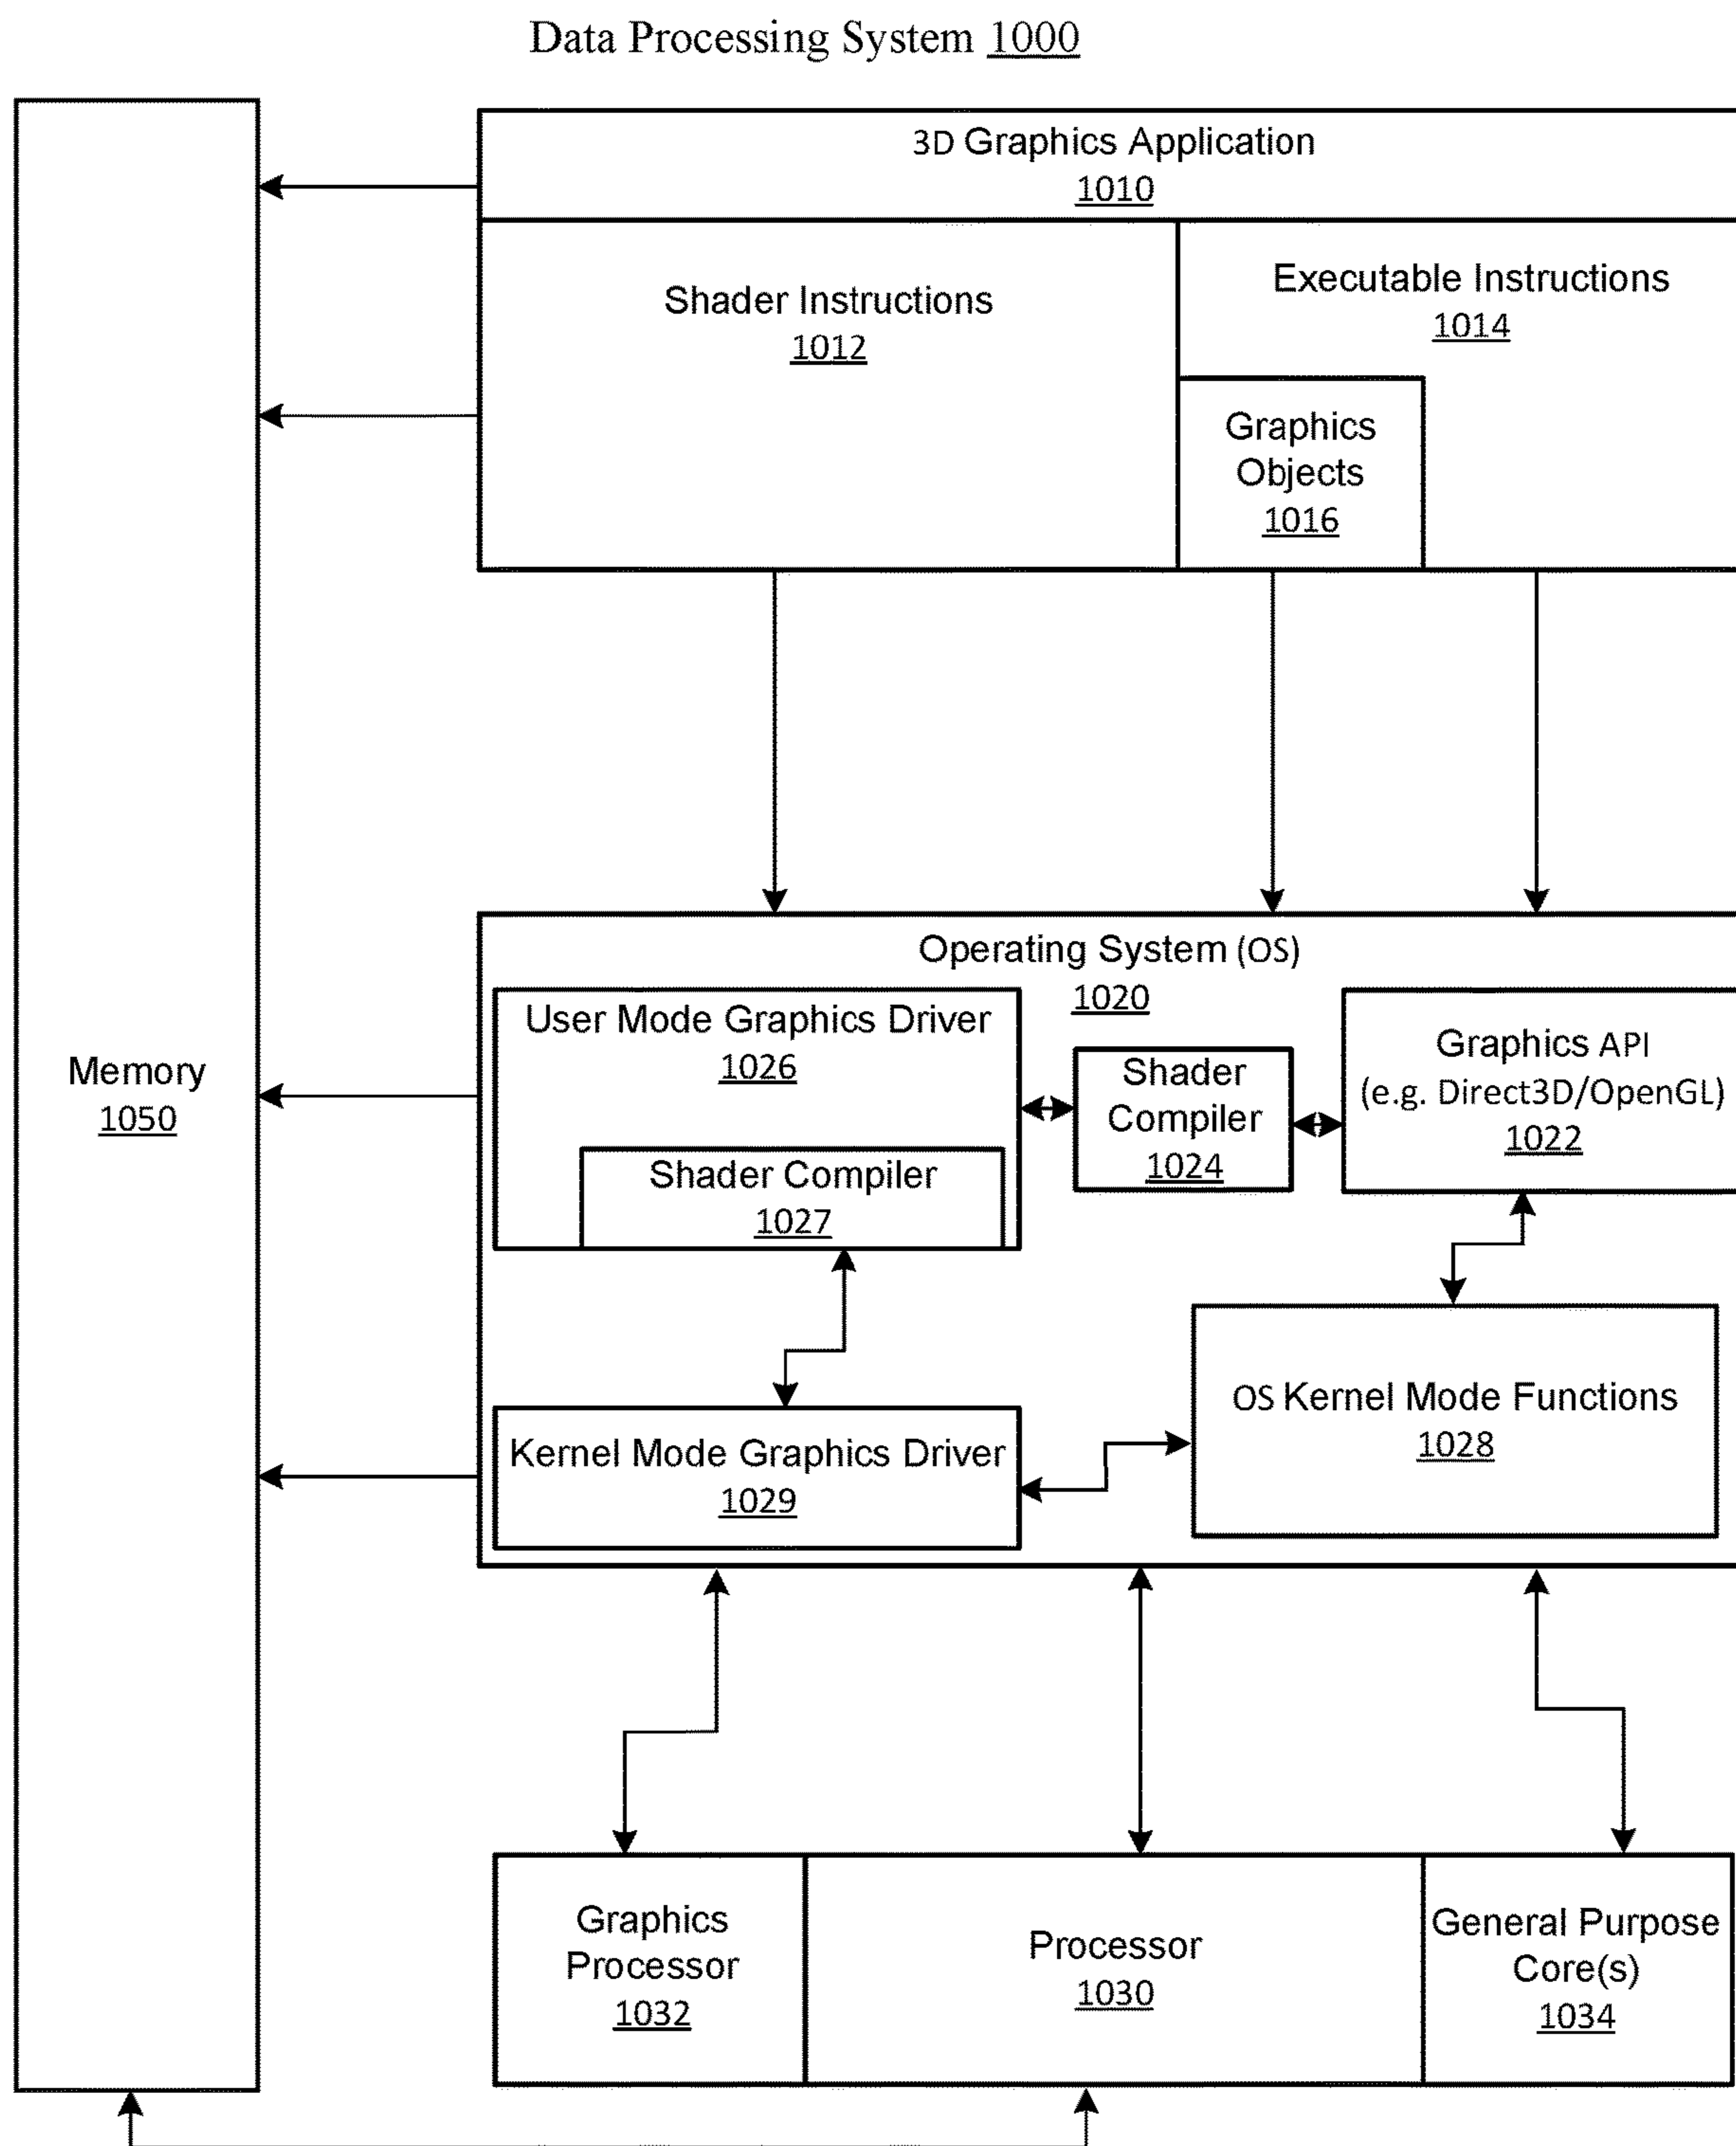 Data Processing System 1000
3D Graphics Application
1010
Shader Instructions
1012
Executable Instructions
1014
Graphics
Objects
1016
Memory
1050
Operating System (OS)
1020
User Mode Graphics Driver
1026
Shader Compiler
1027
Shader
Compiler
1024
Graphics API
(e.g. Direct3D/OpenGL)
1022
Kernel Mode Graphics Driver
1029
OS Kernel Mode Functions
1028
Graphics
Processor
1032
Processor
1030
General Purpose
Core(s)
1034